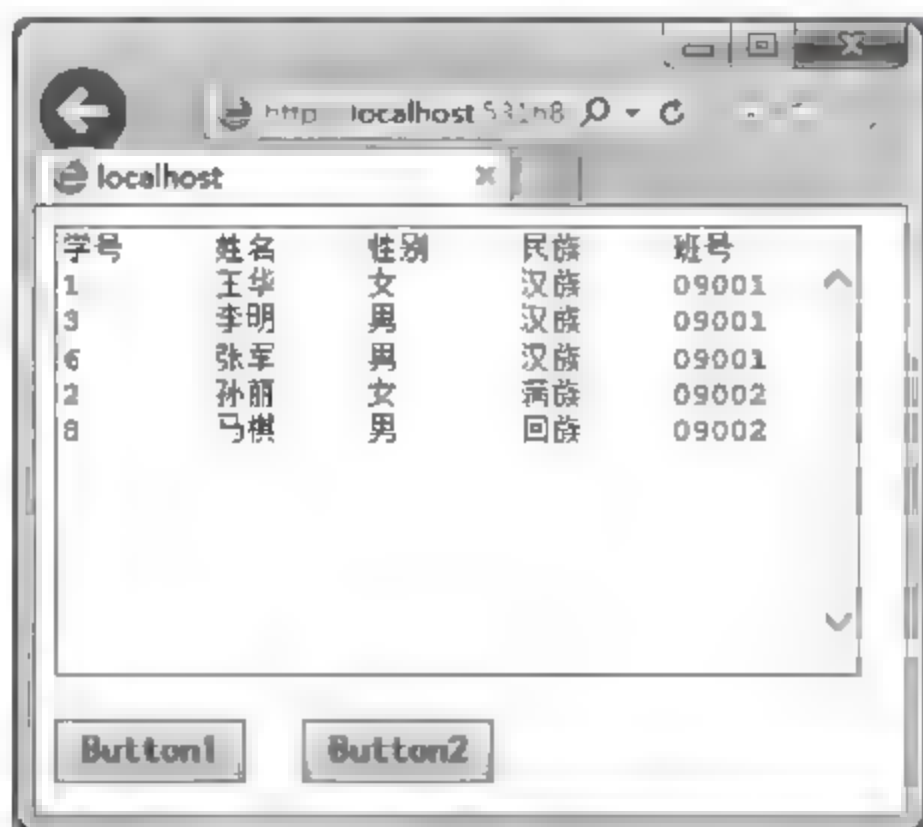 localhost
localhost
学号 姓名 性别 民族 班号
1 王华 女 汉族 09001
3 李明 男 汉族 09001
6 张军 男 汉族 09001
2 孙丽 女 满族 09002
8 马棋 男 回族 09002
Button1 Button2